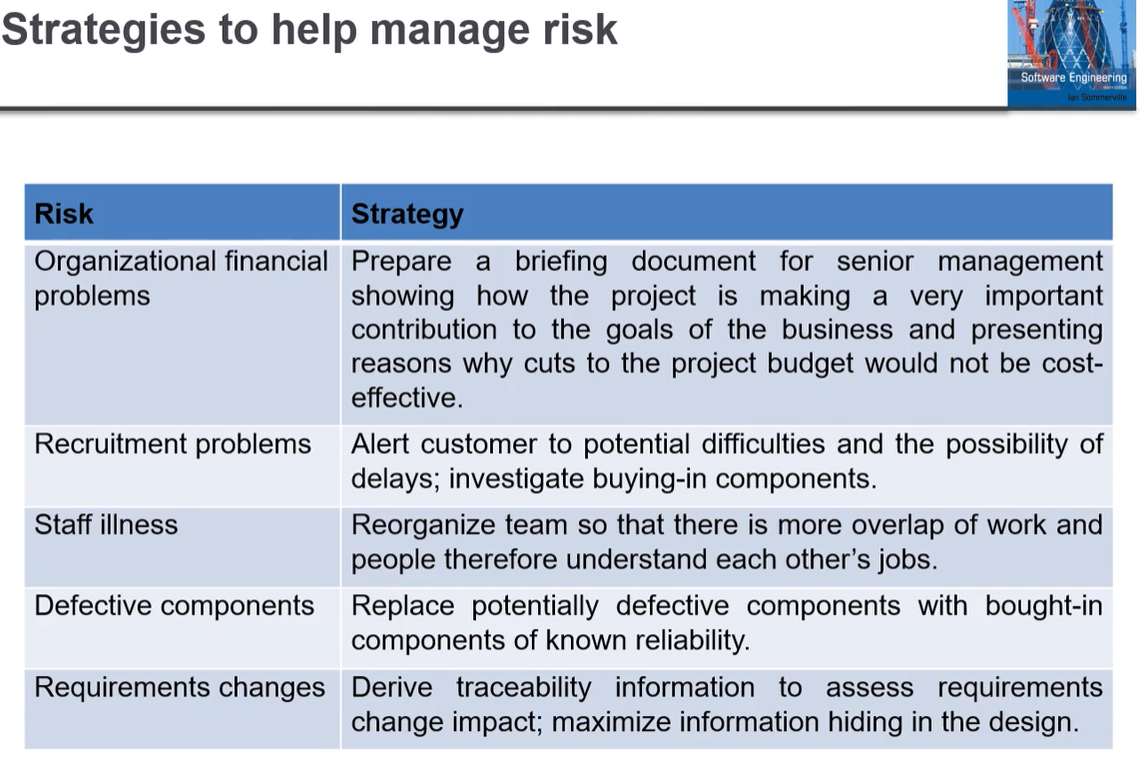 Strategies to help manage risk
Software Engineering
Ian Sommerville
Risk
Strategy
Organizational financial
problems
Prepare a briefing document for senior management
showing how the project is making a very important
contribution to the goals of the business and presenting
reasons why cuts to the project budget would not be cost-
effective.
Recruitment problems
Alert customer to potential difficulties and the possibility of
delays; investigate buying-in components.
Staff illness
Reorganize team so that there is more overlap of work and
people therefore understand each other’s jobs.
Defective components
Replace potentially defective components with bought-in
components of known reliability.
Requirements changes
Derive traceability information to assess requirements
change impact; maximize information hiding in the design.